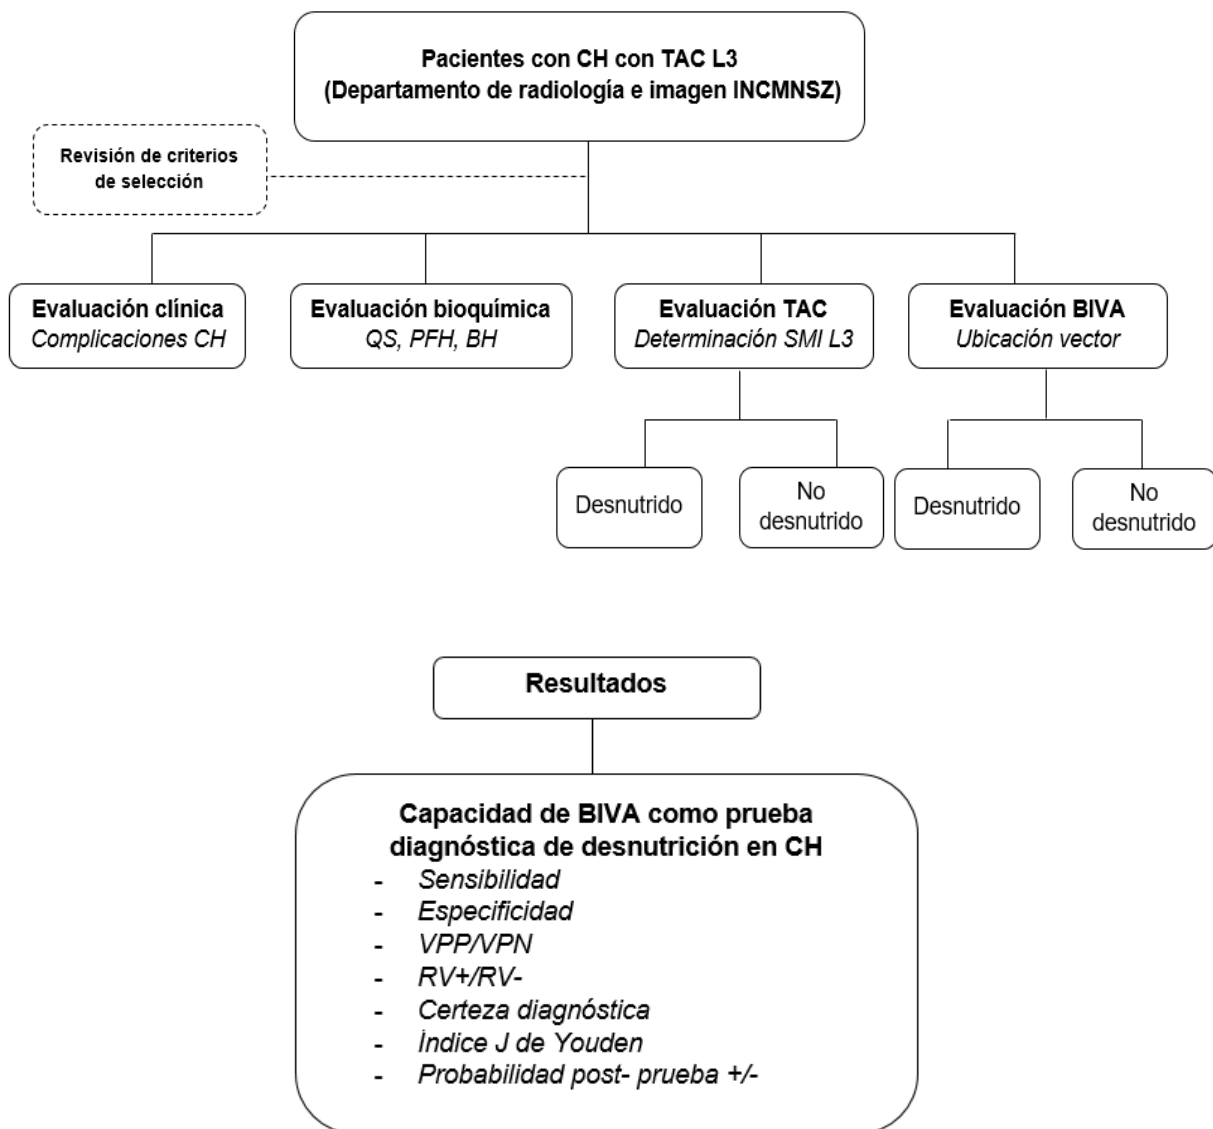 Pacientes con CH con TAC L3
(Departamento de radiología e imagen INCMNSZ)
Revisión de criterios
de selección
Evaluación clínica
Complicaciones CH
Evaluación bioquímica
QS, PFH, BH
Evaluación TAC
Determinación SMI L3
Evaluación BIVA
Ubicación vector
Desnutrido
No
desnutrido
Desnutrido
No
desnutrido
Resultados
Capacidad de BIVA como prueba
diagnóstica de desnutrición en CH
- Sensibilidad
- Especificidad
- VPP/VPN
- RV+/RV-
- Certeza diagnóstica
- Índice J de Youden
- Probabilidad post- prueba +/-